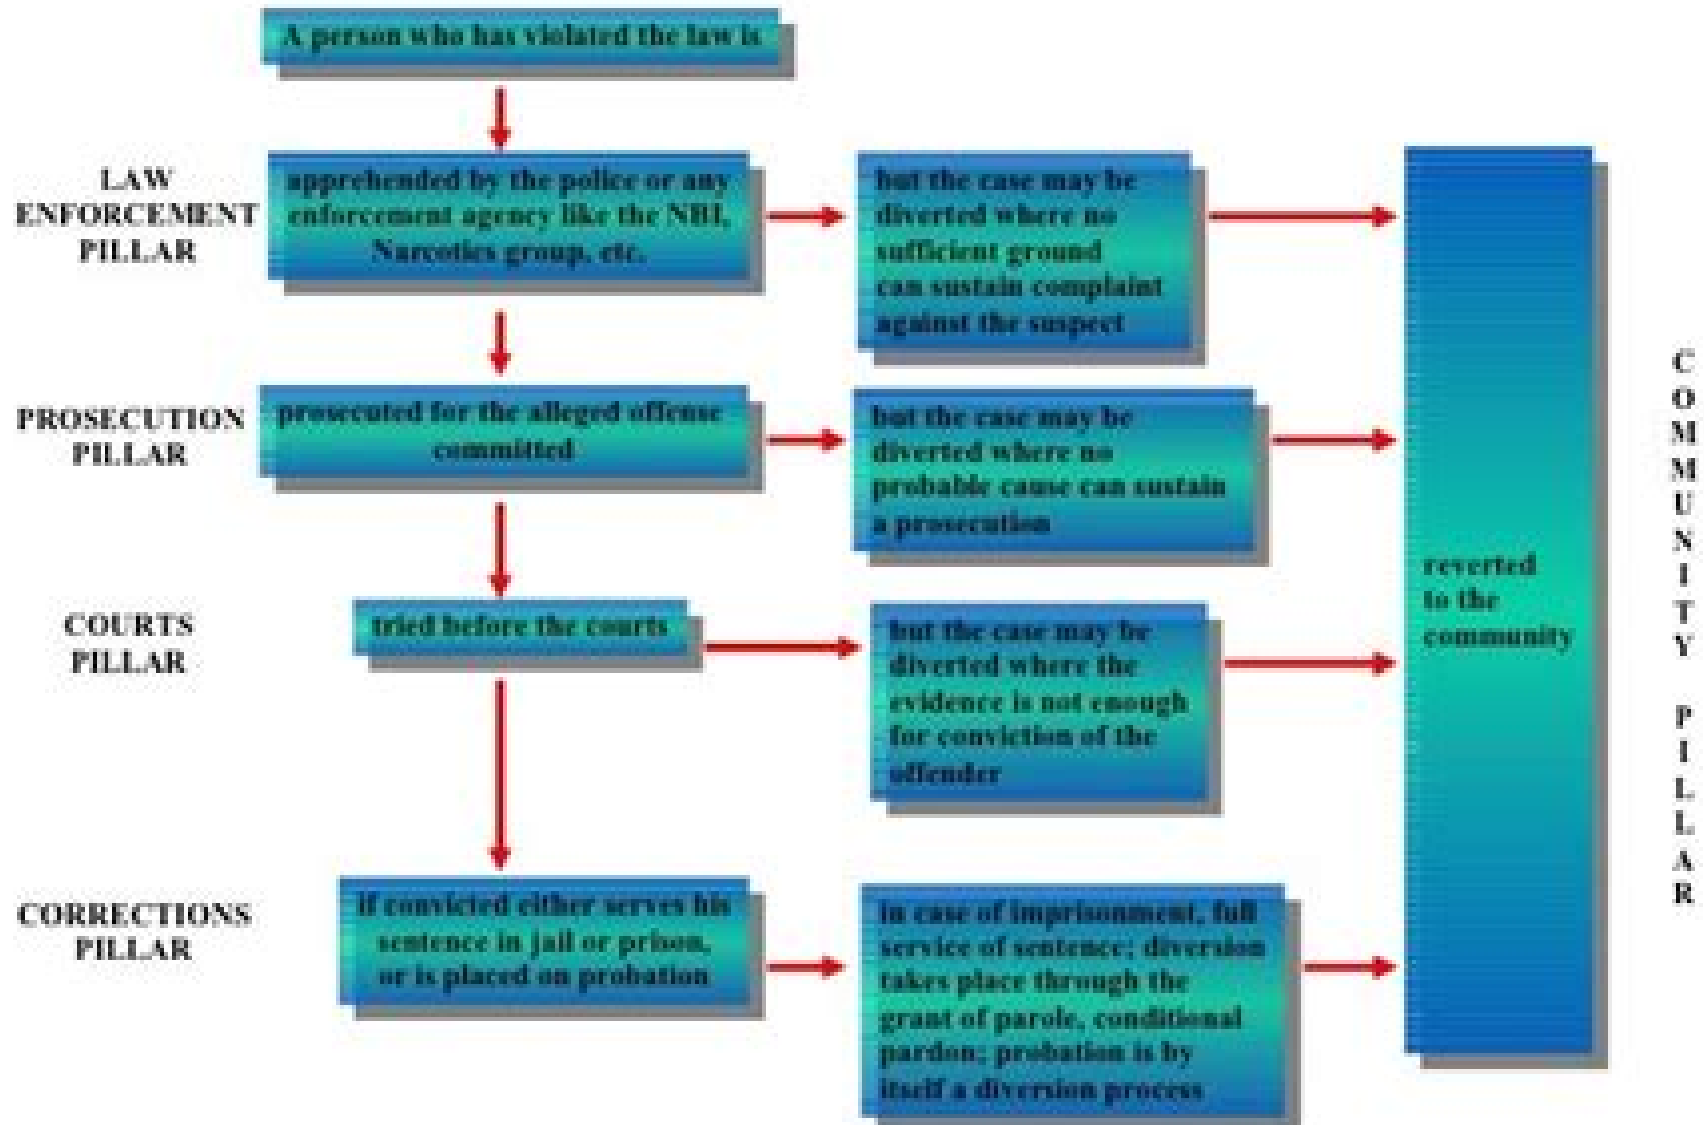 A person who has violated the law is
LAW
ENFORCEMENT
PILLAR
apprehended by the police or any
enforcement agency like the NBI,
Narcotics group, etc.
but the case may be
diverted where no
sufficient ground
can sustain complaint
against the suspect
PROSECUTION
PILLAR
prosecuted for the alleged offense
committed
but the case may be
diverted where no
probable cause can sustain
a prosecution
COURTS
PILLAR
tried before the courts
but the case may be
diverted where the
evidence is not enough
for conviction of the
offender
CORRECTIONS
PILLAR
if convicted either serves his
sentence in jail or prison,
or is placed on probation
in case of imprisonment, full
service of sentence; diversion
takes place through the
grant of parole, conditional
pardon; probation is by
itself a diversion process
reverted
to the
community
COMMUNITY PILLAR